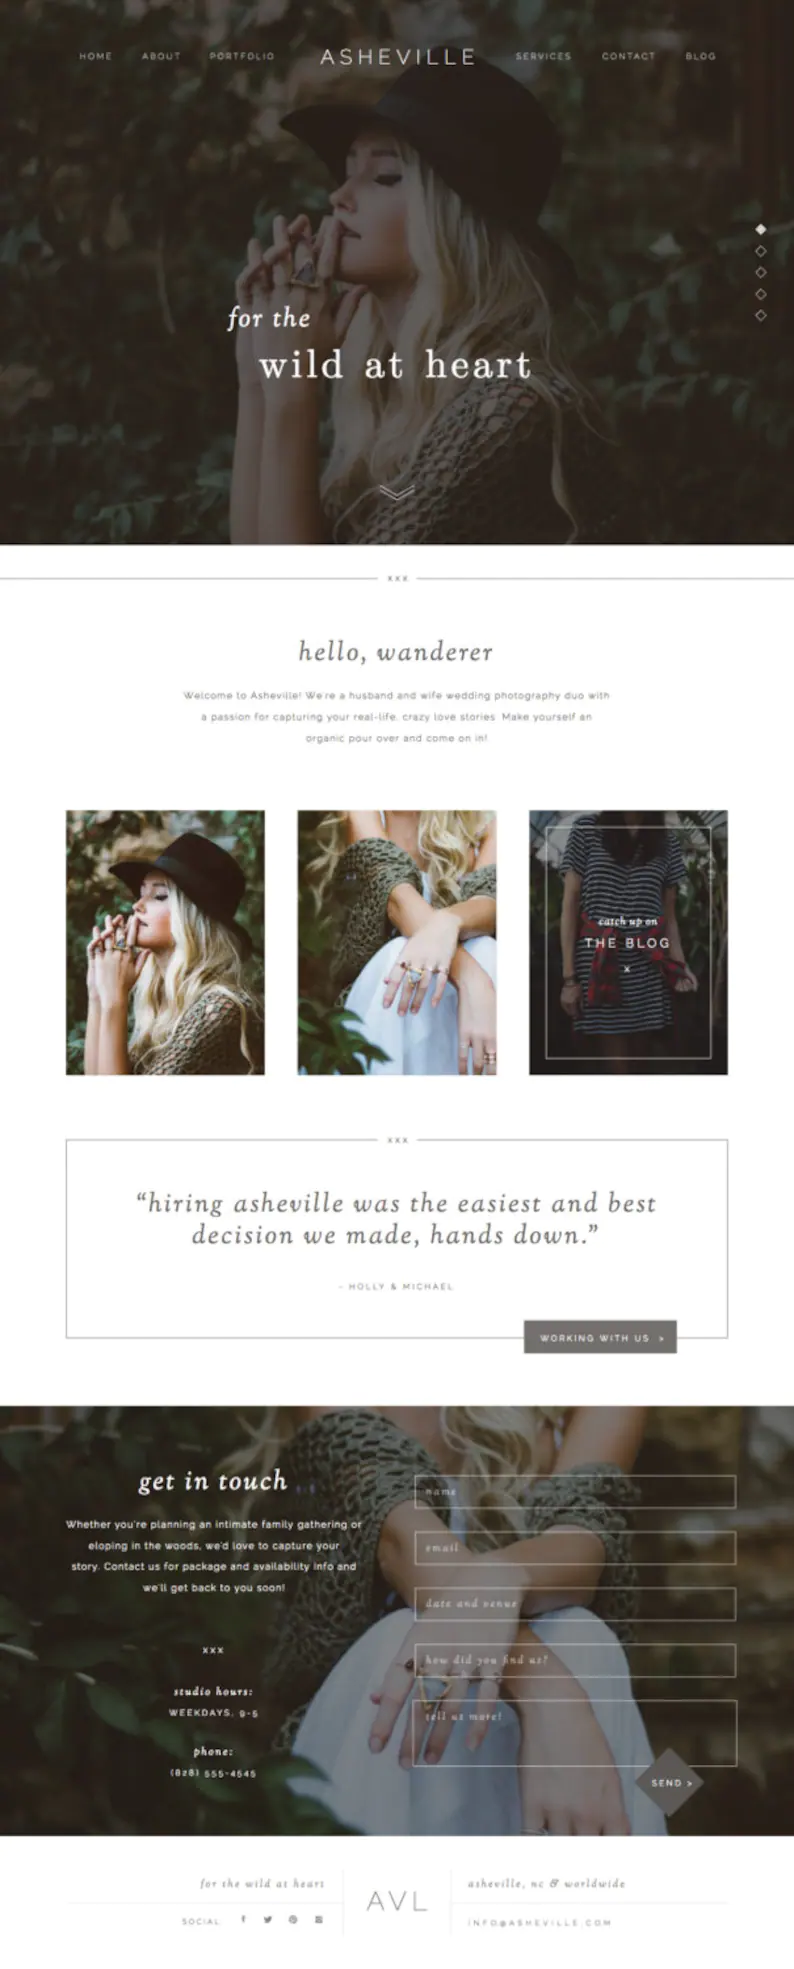 HOME ABOUT PORTFOLIO ASHEVILLE SERVICES CONTACT BLOG
for the
wild at heart
xxx
hello, wanderer
Welcome to Asheville! We're a husband and wife wedding photography duo with
a passion for capturing your real-life, crazy love stories. Make yourself an
organic pour over and come on in!
catch up on
THE BLOG
x
xxx
“hiring asheville was the easiest and best
decision we made, hands down.”
- HOLLY & MICHAEL
WORKING WITH US >
get in touch
Whether you're planning an intimate family gathering or
eloping in the woods, we'd love to capture your
story. Contact us for package and availability info and
we'll get back to you soon!
xxx
studio hours:
WEEKDAYS, 9-5
phone:
(828) 555-4545
name
email
date and venue
how did you find us?
tell us more!
SEND >
for the wild at heart
SOCIAL
AVL
asheville, nc & worldwide
INFO@ASHEVILLE.COM